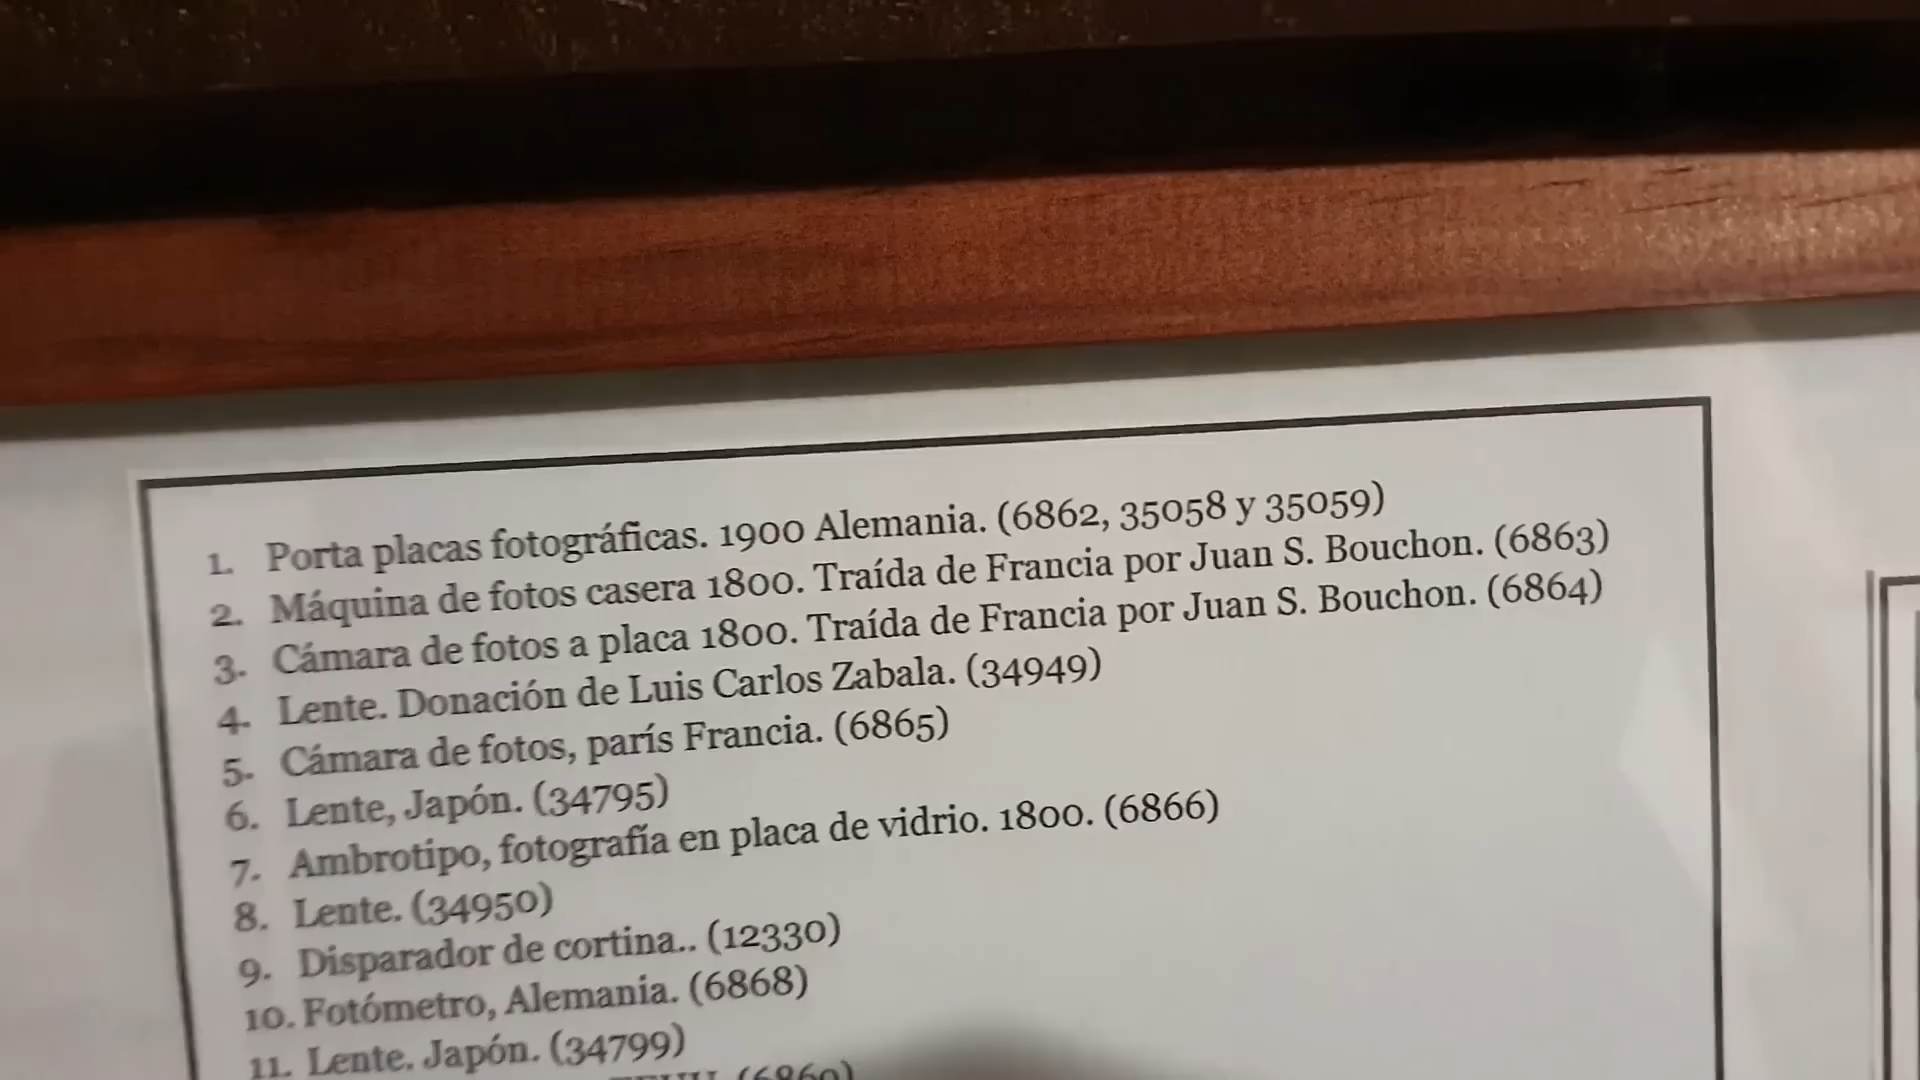 1. Porta placas fotográficas. 1900 Alemania. (6862, 35058 y 35059)
2. Máquina de fotos casera 1800. Traída de Francia por Juan S. Bouchon. (6863)
3. Cámara de fotos a placa 1800. Traída de Francia por Juan S. Bouchon. (6864)
4. Lente. Donación de Luis Carlos Zabala. (34949)
5. Cámara de fotos, parís Francia. (6865)
6. Lente, Japón. (34795)
7. Ambrotipo, fotografía en placa de vidrio. 1800. (6866)
8. Lente. (34950)
9. Disparador de cortina.. (12330)
10. Fotómetro, Alemania. (6868)
11. Lente. Japón. (34799)
(6869)